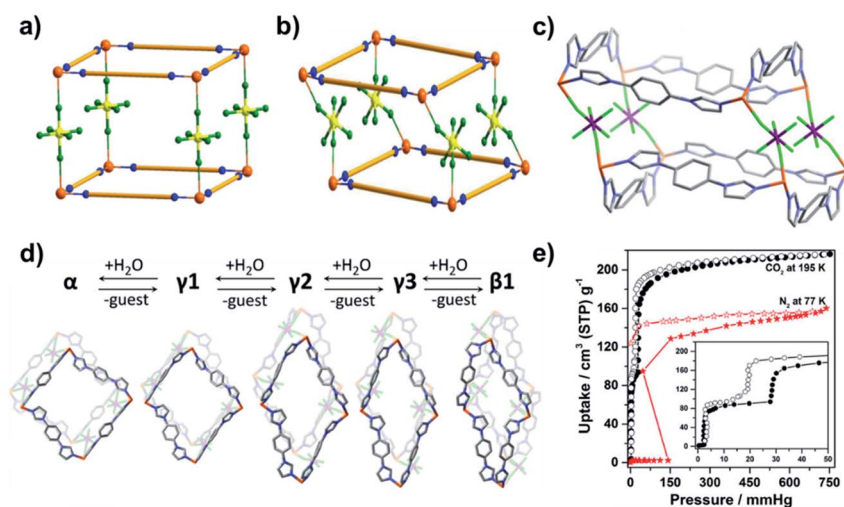 a)
b)
c)
d)
+H₂O +H₂O +H₂O +H₂O
α γ1 γ2 γ3 β1
-guest -guest -guest -guest
e)
Uptake / cm³ (STP) g⁻¹
200
160
120
80
40
0
CO₂ at 195 K
N₂ at 77 K
200
160
120
80
40
0
0 10 20 30 40 50
0 150 300 450 600 750
Pressure / mmHg